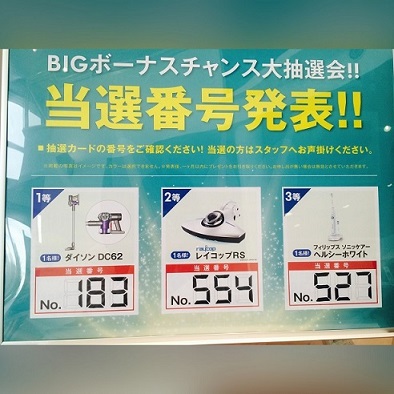 BIGボーナスチャンス大抽選会!!
当選番号発表!!
■ 抽選カードの番号をご確認ください! 当選の方はスタッフへお声掛けください。
1等
1名様!
ダイソン DC62
当選番号
No. 183
2等
raycop
1名様!
レイコップRS
当選番号
No. 554
3等
1名様!
フィリップス ソニッケアー
ヘルシーホワイト
当選番号
No. 527